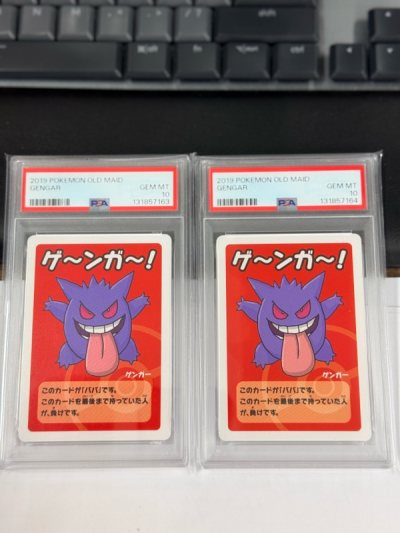 2019 POKEMON OLD MAID
GENGAR GEM MT
10
PSA 131857163
ゲ〜ンガ〜!
ゲンガー
このカードが「ババ」です。
このカードを最後まで持っていた人
が、負けです。
2019 POKEMON OLD MAID
GENGAR GEM MT
10
PSA 131857164
ゲ〜ンガ〜!
ゲンガー
このカードが「ババ」です。
このカードを最後まで持っていた人
が、負けです。